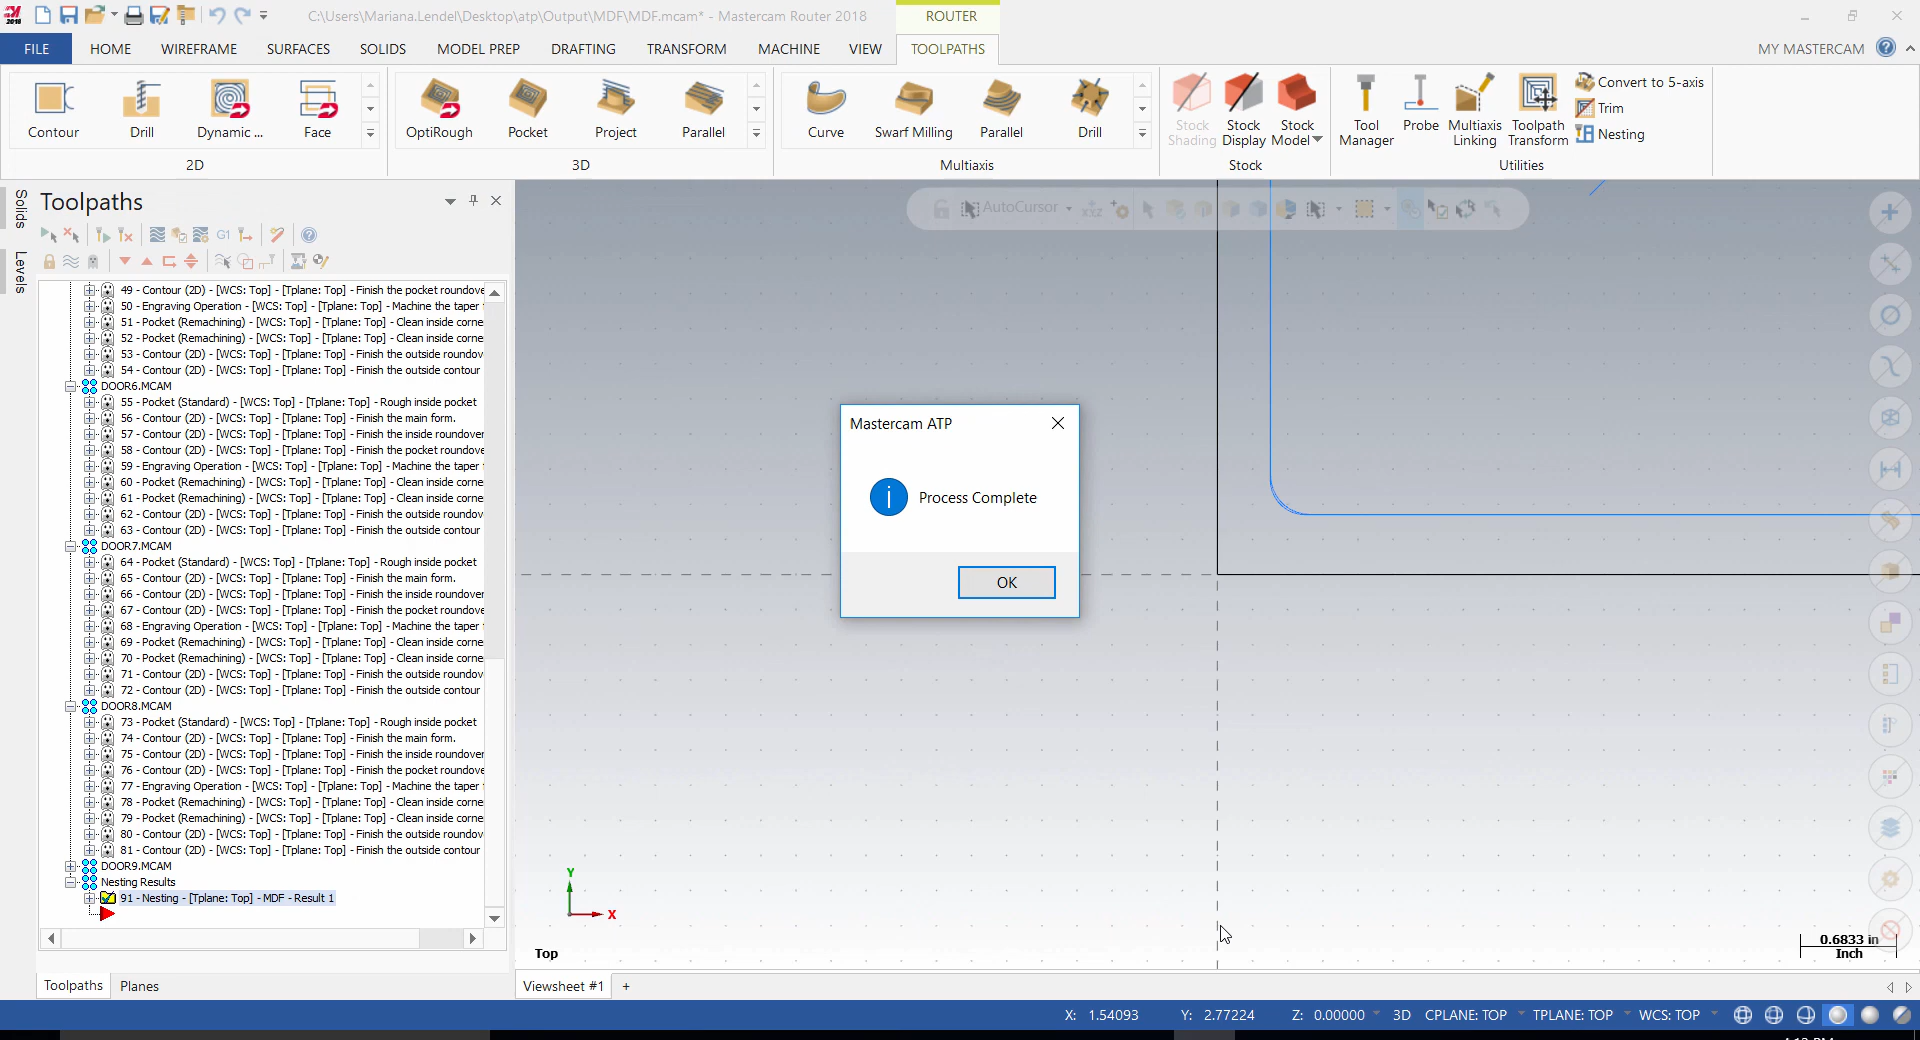 C:\Users\Mariana.Lendel\Desktop\atp\Output\MDF\MDF.mcam* - Mastercam Router 2018
ROUTER
FILE HOME WIREFRAME SURFACES SOLIDS MODEL PREP DRAFTING TRANSFORM MACHINE VIEW TOOLPATHS MY MASTERCAM
Contour Drill Dynamic ... Face
2D
OptiRough Pocket Project Parallel
3D
Curve Swarf Milling Parallel Drill
Multiaxis
Stock Shading
Stock Display
Stock Model
Stock
Tool Manager
Probe
Multiaxis Linking
Toolpath Transform
Convert to 5-axis
Trim
Nesting
Utilities
Solids
Levels
Toolpaths
G1
AutoCursor
XYZ
49 - Contour (2D) - [WCS: Top] - [Tplane: Top] - Finish the pocket roundove
50 - Engraving Operation - [WCS: Top] - [Tplane: Top] - Machine the taper
51 - Pocket (Remachining) - [WCS: Top] - [Tplane: Top] - Clean inside corne
52 - Pocket (Remachining) - [WCS: Top] - [Tplane: Top] - Clean inside corne
53 - Contour (2D) - [WCS: Top] - [Tplane: Top] - Finish the outside roundov
54 - Contour (2D) - [WCS: Top] - [Tplane: Top] - Finish the outside contour
DOOR6.MCAM
55 - Pocket (Standard) - [WCS: Top] - [Tplane: Top] - Rough inside pocket
56 - Contour (2D) - [WCS: Top] - [Tplane: Top] - Finish the main form.
57 - Contour (2D) - [WCS: Top] - [Tplane: Top] - Finish the inside roundover
58 - Contour (2D) - [WCS: Top] - [Tplane: Top] - Finish the pocket roundove
59 - Engraving Operation - [WCS: Top] - [Tplane: Top] - Machine the taper
60 - Pocket (Remachining) - [WCS: Top] - [Tplane: Top] - Clean inside corne
61 - Pocket (Remachining) - [WCS: Top] - [Tplane: Top] - Clean inside corne
62 - Contour (2D) - [WCS: Top] - [Tplane: Top] - Finish the outside roundov
63 - Contour (2D) - [WCS: Top] - [Tplane: Top] - Finish the outside contour
DOOR7.MCAM
64 - Pocket (Standard) - [WCS: Top] - [Tplane: Top] - Rough inside pocket
65 - Contour (2D) - [WCS: Top] - [Tplane: Top] - Finish the main form.
66 - Contour (2D) - [WCS: Top] - [Tplane: Top] - Finish the inside roundover
67 - Contour (2D) - [WCS: Top] - [Tplane: Top] - Finish the pocket roundove
68 - Engraving Operation - [WCS: Top] - [Tplane: Top] - Machine the taper
69 - Pocket (Remachining) - [WCS: Top] - [Tplane: Top] - Clean inside corne
70 - Pocket (Remachining) - [WCS: Top] - [Tplane: Top] - Clean inside corne
71 - Contour (2D) - [WCS: Top] - [Tplane: Top] - Finish the outside roundov
72 - Contour (2D) - [WCS: Top] - [Tplane: Top] - Finish the outside contour
DOOR8.MCAM
73 - Pocket (Standard) - [WCS: Top] - [Tplane: Top] - Rough inside pocket
74 - Contour (2D) - [WCS: Top] - [Tplane: Top] - Finish the main form.
75 - Contour (2D) - [WCS: Top] - [Tplane: Top] - Finish the inside roundover
76 - Contour (2D) - [WCS: Top] - [Tplane: Top] - Finish the pocket roundove
77 - Engraving Operation - [WCS: Top] - [Tplane: Top] - Machine the taper
78 - Pocket (Remachining) - [WCS: Top] - [Tplane: Top] - Clean inside corne
79 - Pocket (Remachining) - [WCS: Top] - [Tplane: Top] - Clean inside corne
80 - Contour (2D) - [WCS: Top] - [Tplane: Top] - Finish the outside roundov
81 - Contour (2D) - [WCS: Top] - [Tplane: Top] - Finish the outside contour
DOOR9.MCAM
Nesting Results
91 - Nesting - [Tplane: Top] - MDF - Result 1
Mastercam ATP
Process Complete
OK
Y
X
Top
0.6833 in
Inch
Toolpaths Planes
Viewsheet #1 +
X: 1.54093 Y: 2.77224 Z: 0.00000 3D CPLANE: TOP TPLANE: TOP WCS: TOP